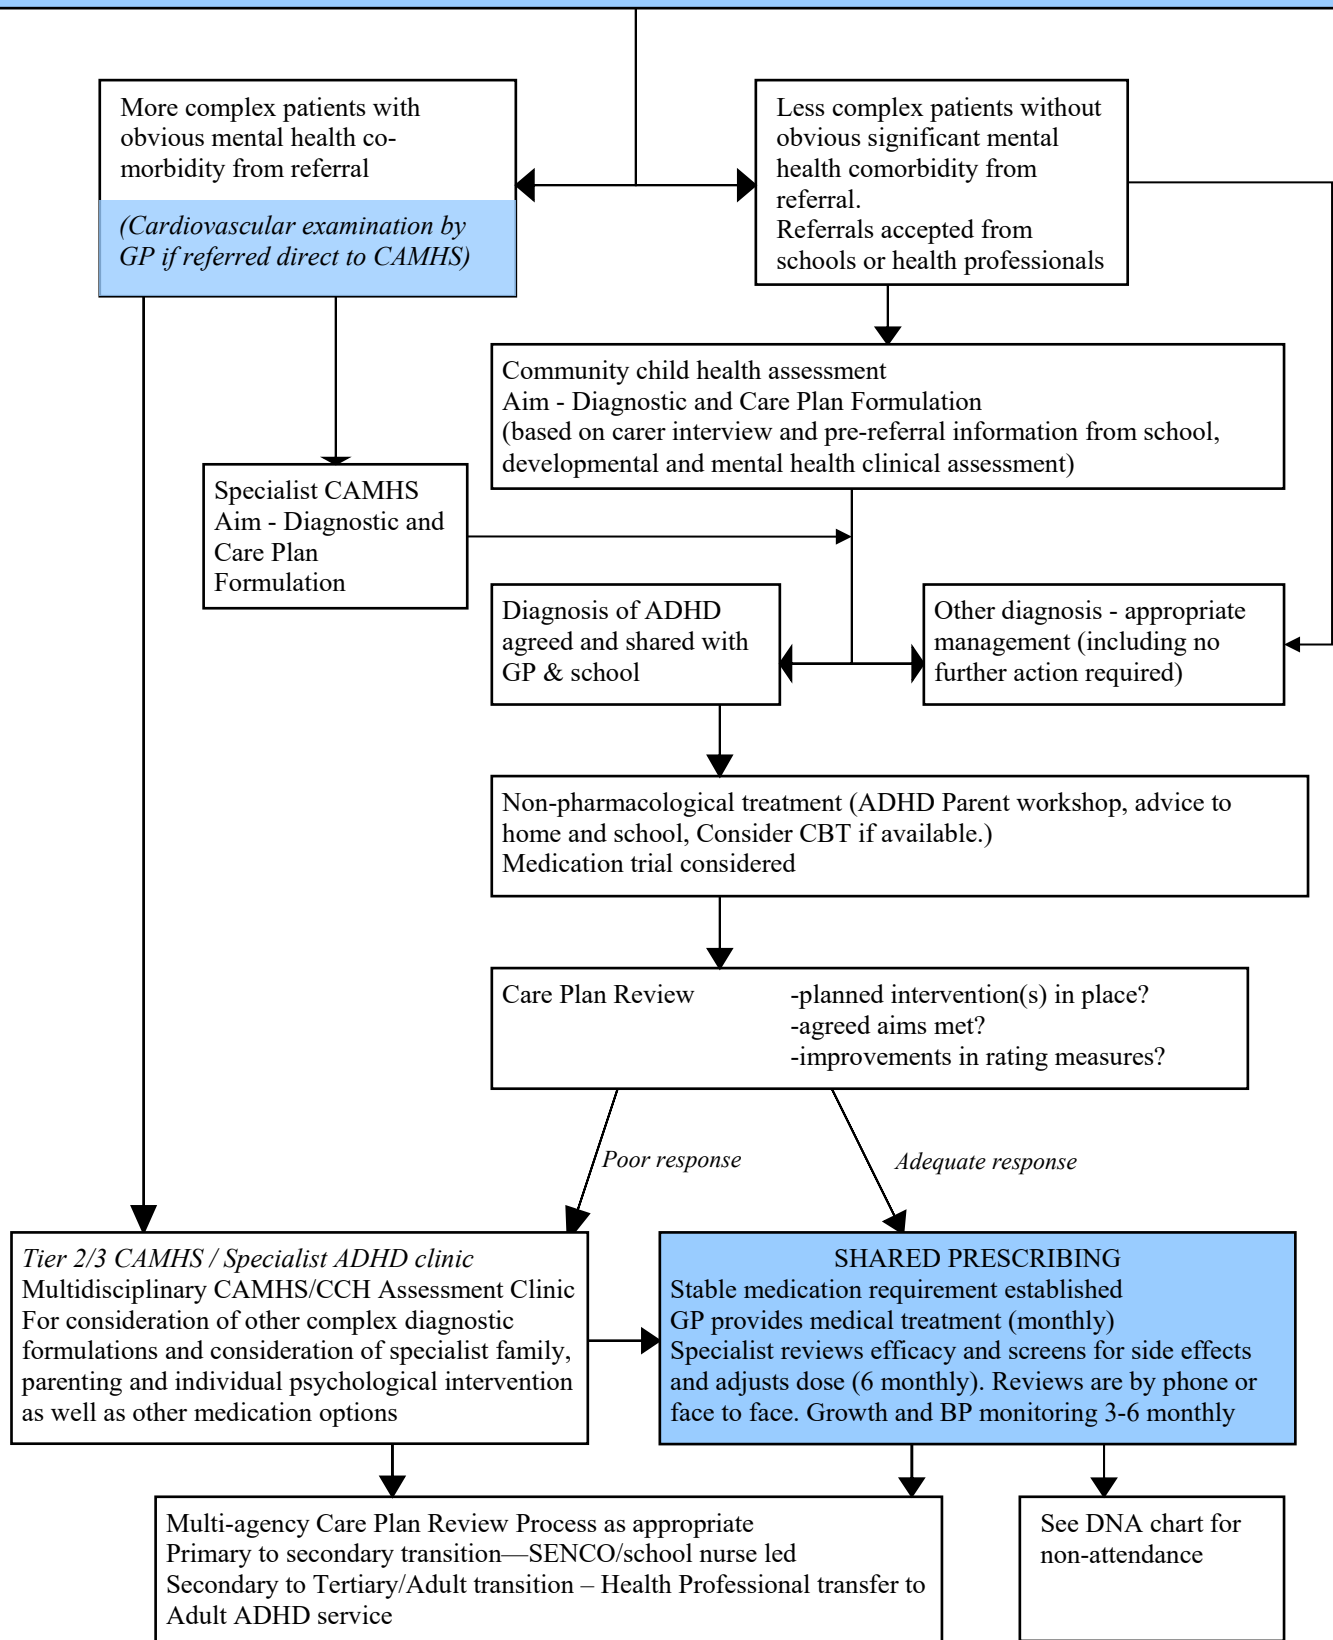 More complex patients with
obvious mental health co-
morbidity from referral
(Cardiovascular examination by
GP if referred direct to CAMHS)
Less complex patients without
obvious significant mental
health comorbidity from
referral.
Referrals accepted from
schools or health professionals
Community child health assessment
Aim - Diagnostic and Care Plan Formulation
(based on carer interview and pre-referral information from school,
developmental and mental health clinical assessment)
Specialist CAMHS
Aim - Diagnostic and
Care Plan
Formulation
Diagnosis of ADHD
agreed and shared with
GP & school
Other diagnosis - appropriate
management (including no
further action required)
Non-pharmacological treatment (ADHD Parent workshop, advice to
home and school, Consider CBT if available.)
Medication trial considered
Care Plan Review -planned intervention(s) in place?
-agreed aims met?
-improvements in rating measures?
Poor response
Adequate response
Tier 2/3 CAMHS / Specialist ADHD clinic
Multidisciplinary CAMHS/CCH Assessment Clinic
For consideration of other complex diagnostic
formulations and consideration of specialist family,
parenting and individual psychological intervention
as well as other medication options
SHARED PRESCRIBING
Stable medication requirement established
GP provides medical treatment (monthly)
Specialist reviews efficacy and screens for side effects
and adjusts dose (6 monthly). Reviews are by phone or
face to face. Growth and BP monitoring 3-6 monthly
Multi-agency Care Plan Review Process as appropriate
Primary to secondary transition—SENCO/school nurse led
Secondary to Tertiary/Adult transition – Health Professional transfer to
Adult ADHD service
See DNA chart for
non-attendance